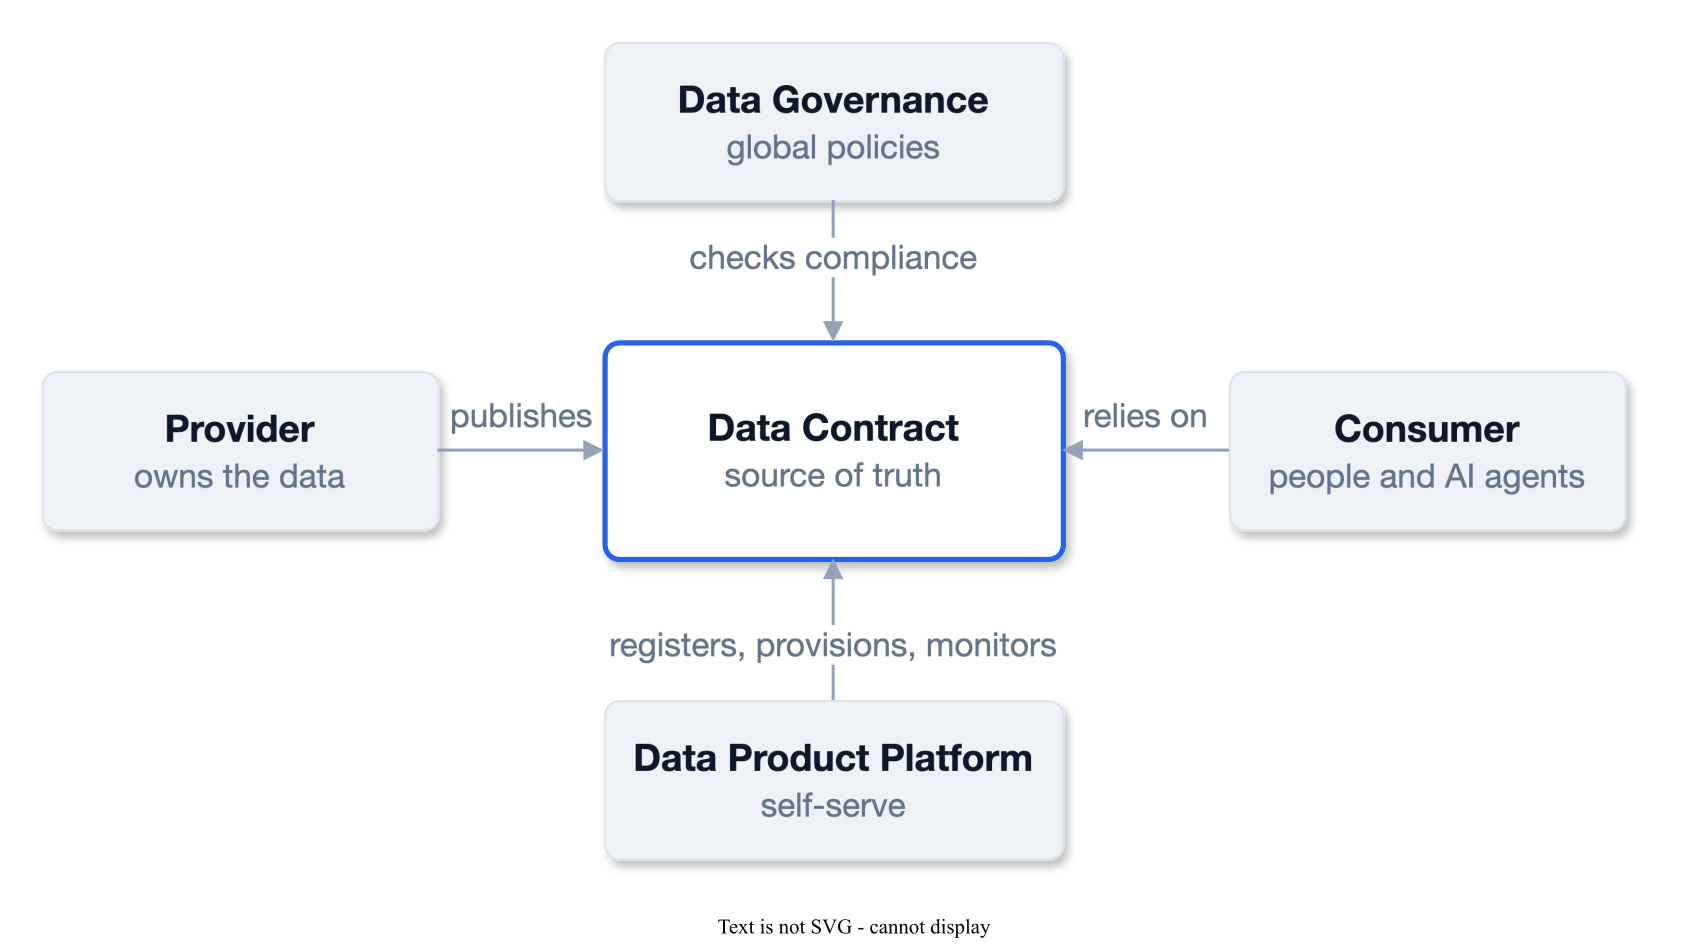 Data Governance
global policies
checks compliance
Provider
owns the data
publishes
Data Contract
source of truth
relies on
Consumer
people and AI agents
registers, provisions, monitors
Data Product Platform
self-serve
Text is not SVG - cannot display